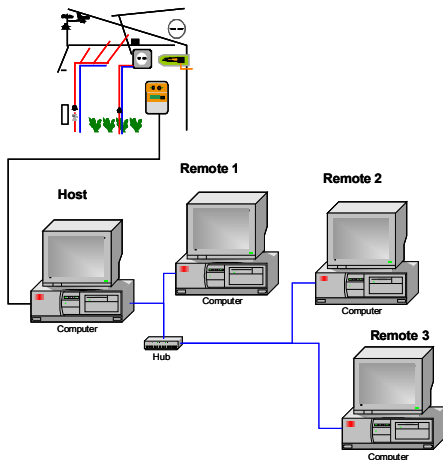 Remote 1
Remote 2
Host
Computer
Computer
Computer
Hub
Remote 3
Computer